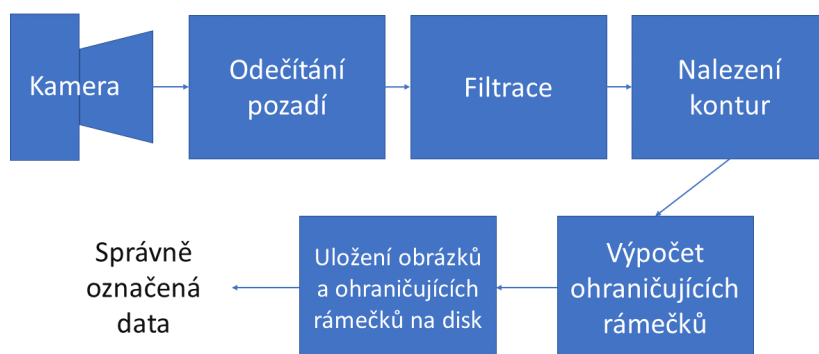 Kamera
Odečítání
pozadí
Filtrace
Nalezení
kontur
Výpočet
ohraničujících
rámečků
Uložení obrázků
a ohraničujících
rámečků na disk
Správně
označená
data